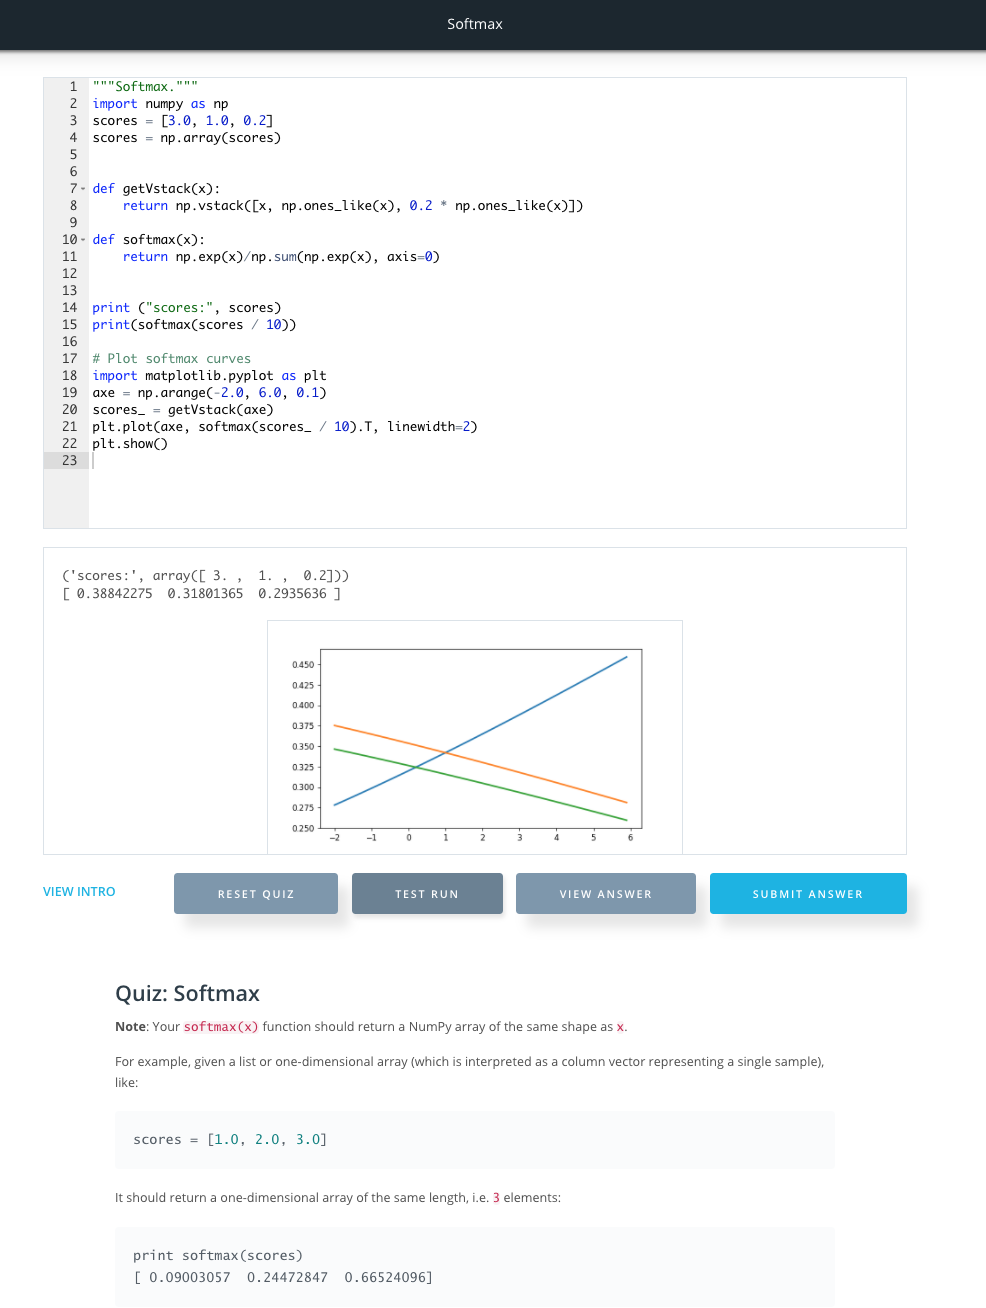 Softmax
1 """Softmax."""
2 import numpy as np
3 scores = [3.0, 1.0, 0.2]
4 scores = np.array(scores)
5
6
7 def getVstack(x):
8     return np.vstack([x, np.ones_like(x), 0.2 * np.ones_like(x)])
9
10 def softmax(x):
11     return np.exp(x)/np.sum(np.exp(x), axis=0)
12
13
14 print ("scores:", scores)
15 print(softmax(scores / 10))
16
17 # Plot softmax curves
18 import matplotlib.pyplot as plt
19 axe = np.arange(-2.0, 6.0, 0.1)
20 scores_ = getVstack(axe)
21 plt.plot(axe, softmax(scores_ / 10).T, linewidth=2)
22 plt.show()
23
('scores:', array([ 3. ,  1. ,  0.2]))
[ 0.38842275  0.31801365  0.2935636 ]
0.450
0.425
0.400
0.375
0.350
0.325
0.300
0.275
0.250
−2 −1 0 1 2 3 4 5 6
VIEW INTRO RESET QUIZ TEST RUN VIEW ANSWER SUBMIT ANSWER
Quiz: Softmax
Note: Your softmax(x) function should return a NumPy array of the same shape as x.
For example, given a list or one-dimensional array (which is interpreted as a column vector representing a single sample),
like:
scores = [1.0, 2.0, 3.0]
It should return a one-dimensional array of the same length, i.e. 3 elements:
print softmax(scores)
[ 0.09003057  0.24472847  0.66524096]